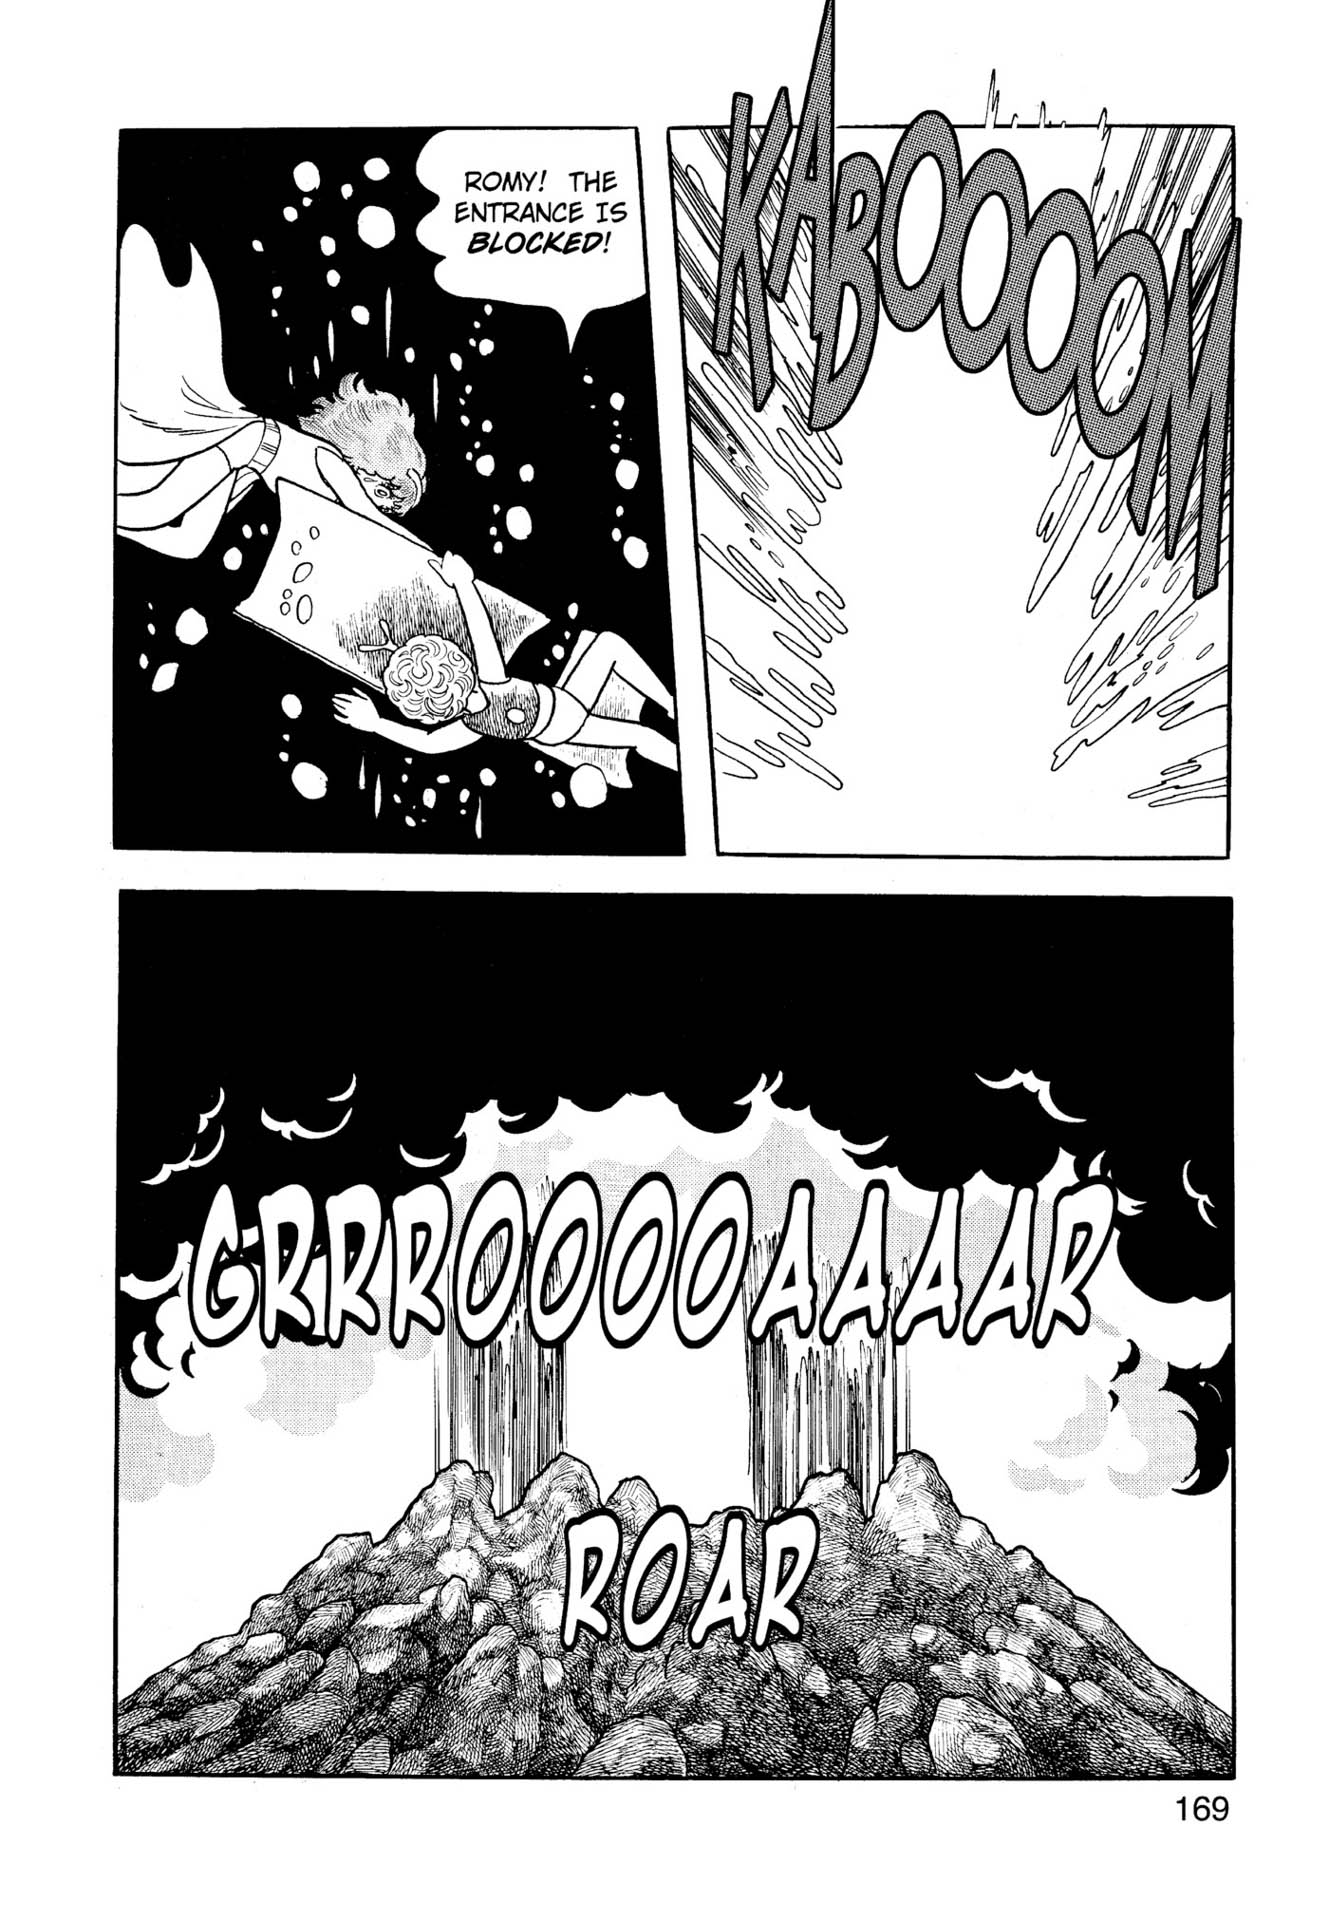 ROMY! THE
ENTRANCE IS
BLOCKED!
KABOOOOM
GRRROOOOAAAAR
ROAR
169